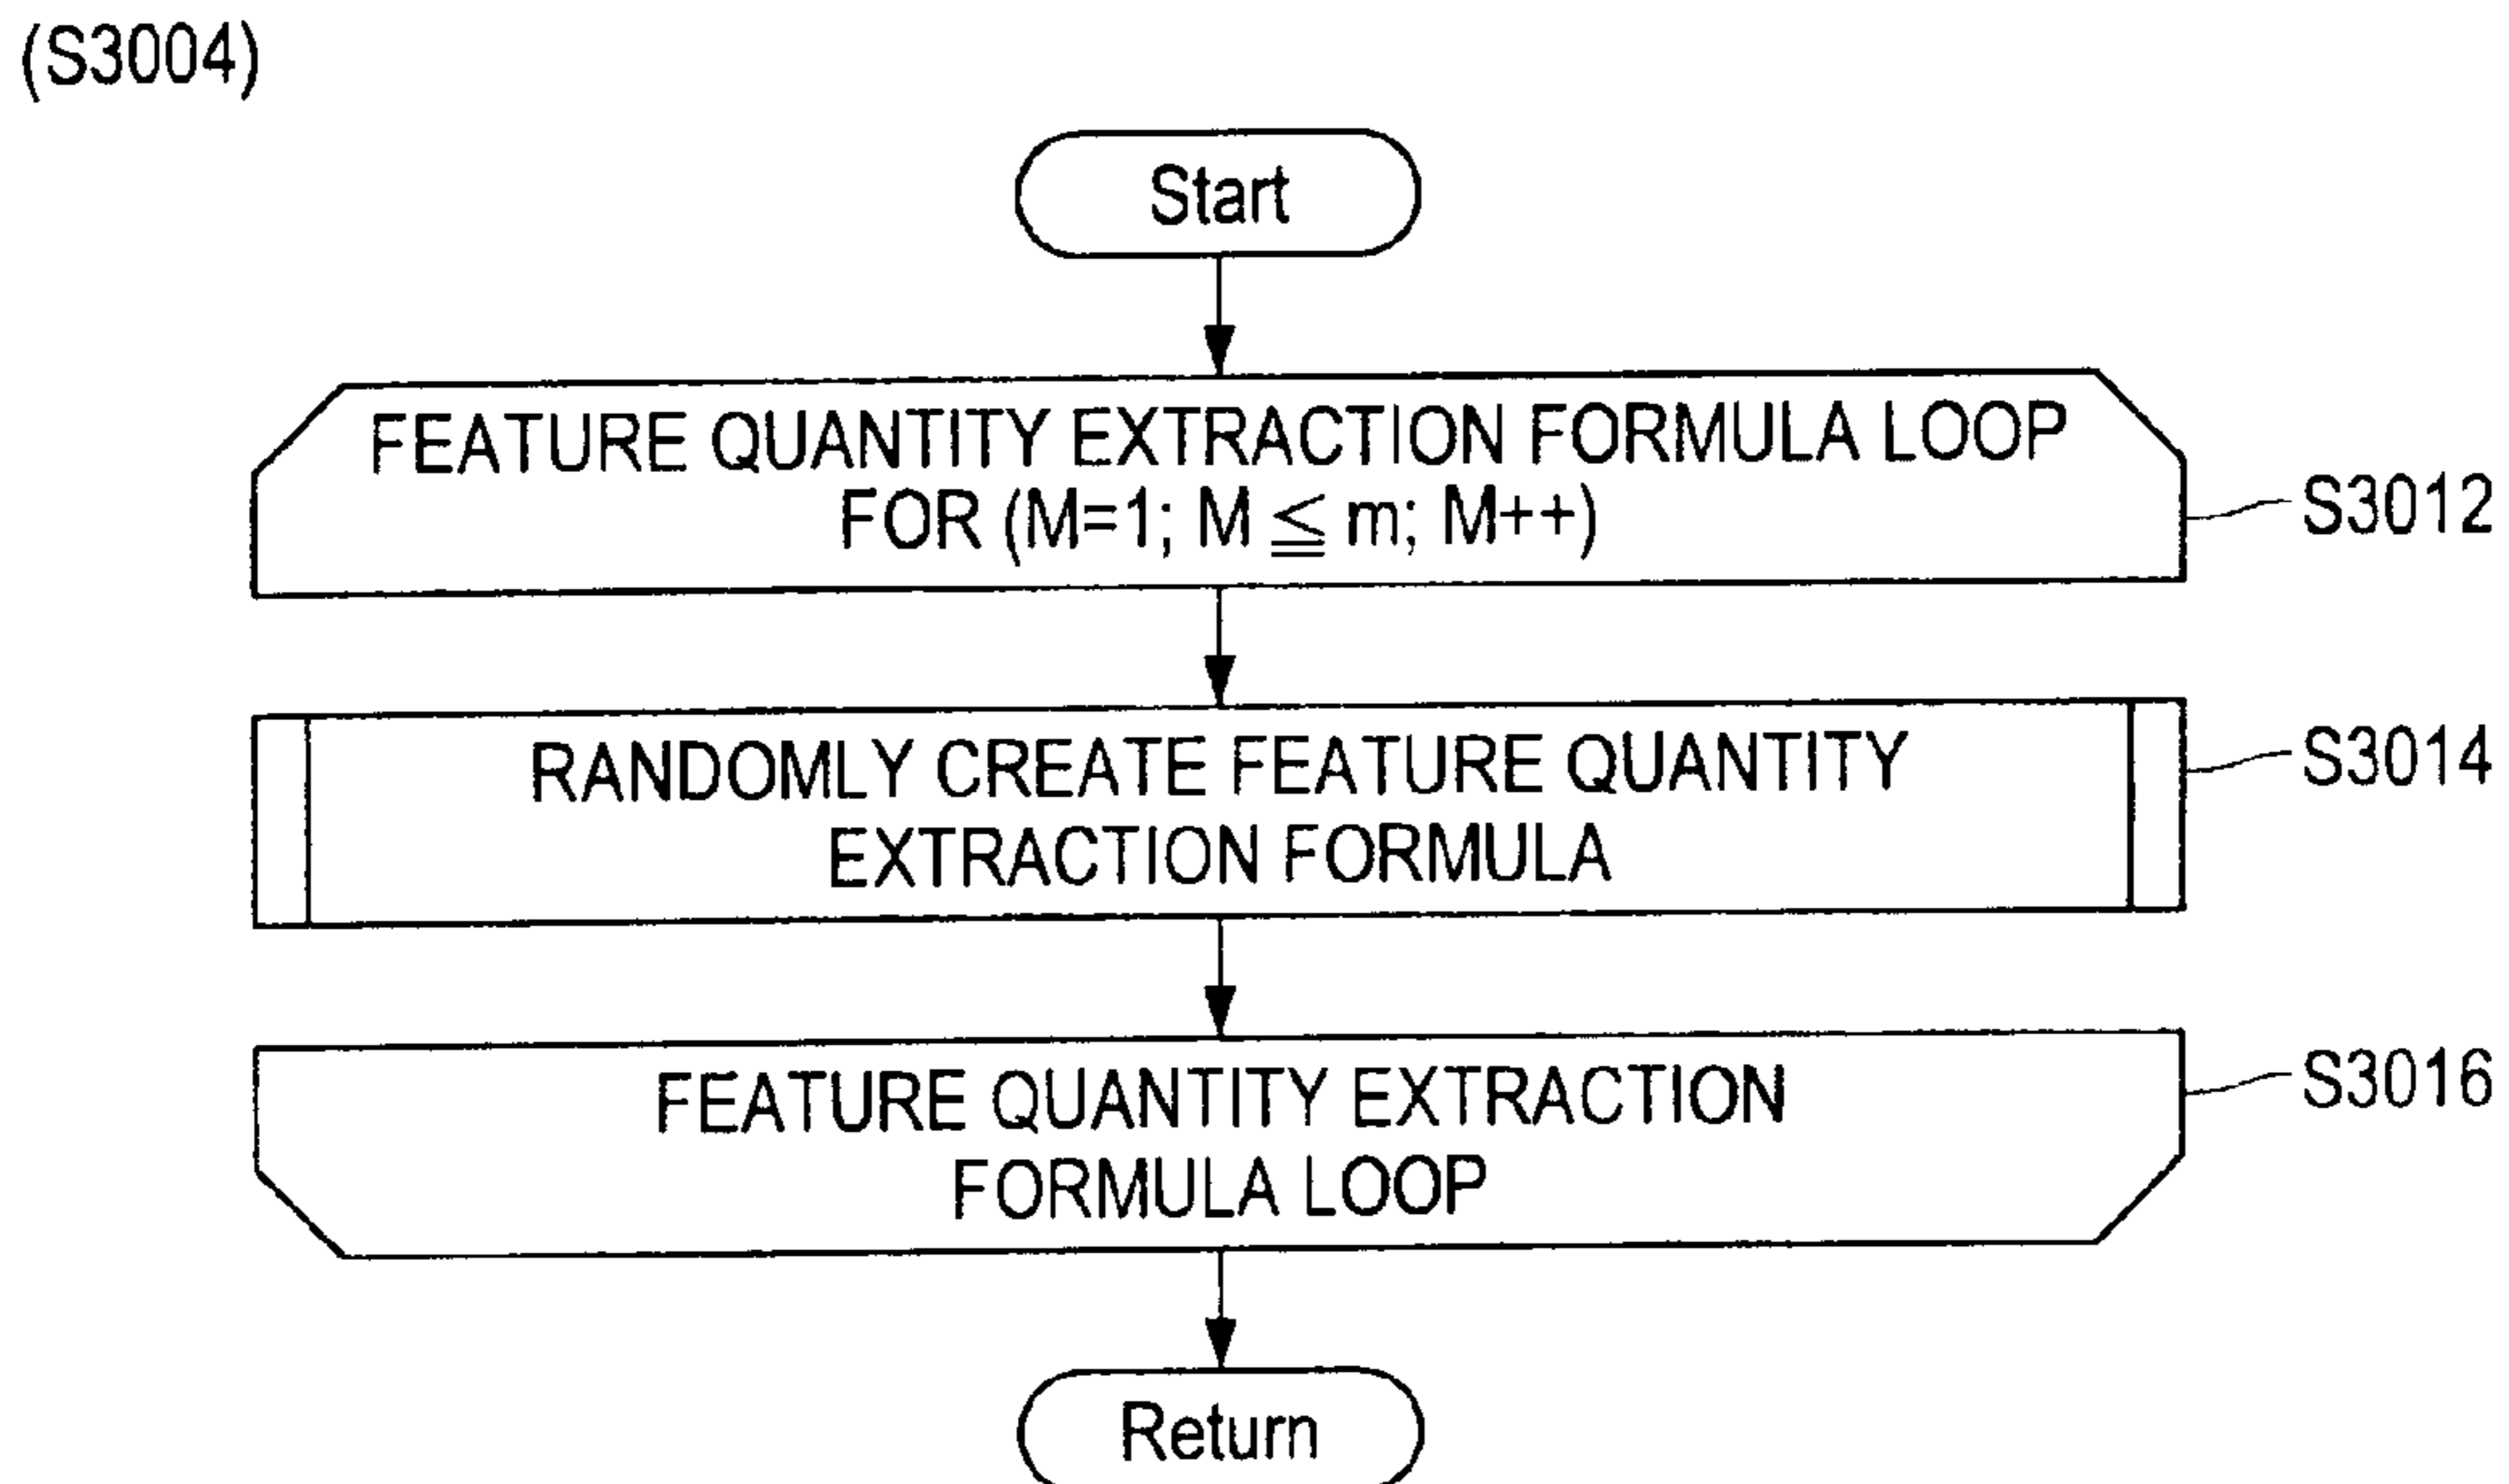 (S3004)
Start
FEATURE QUANTITY EXTRACTION FORMULA LOOP
FOR (M=1; M ≦ m; M++)
S3012
RANDOMLY CREATE FEATURE QUANTITY
EXTRACTION FORMULA
S3014
FEATURE QUANTITY EXTRACTION
FORMULA LOOP
S3016
Return